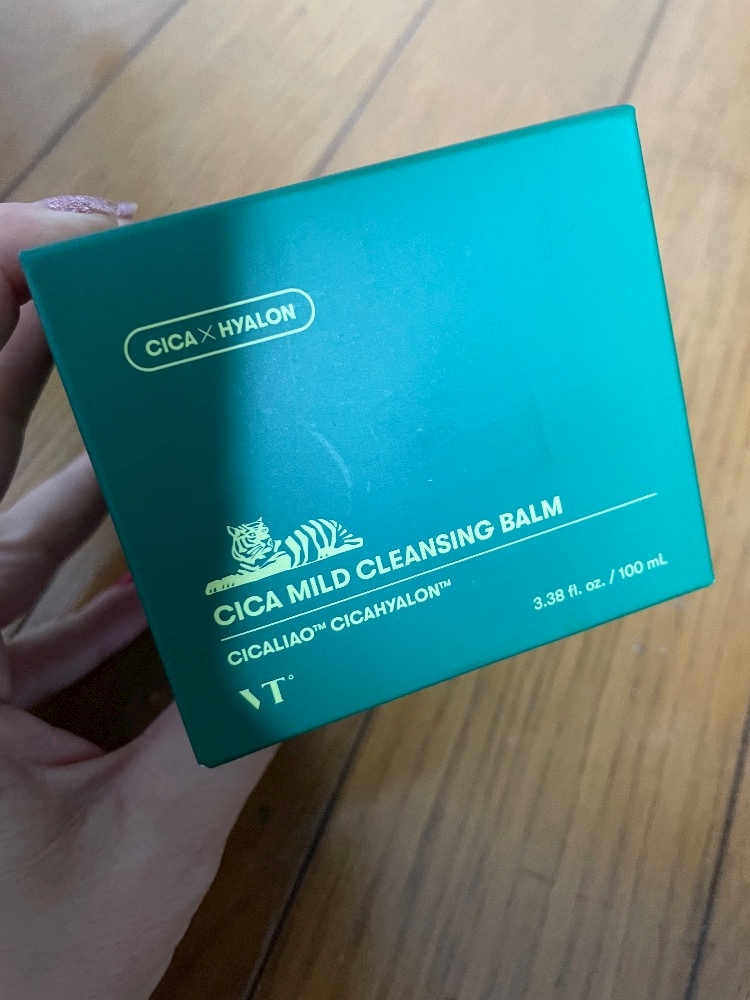 CICA X HYALON
CICA MILD CLEANSING BALM
CICALIAO™ CICAHYALON™
3.38 fl. oz. / 100 mL
VT°